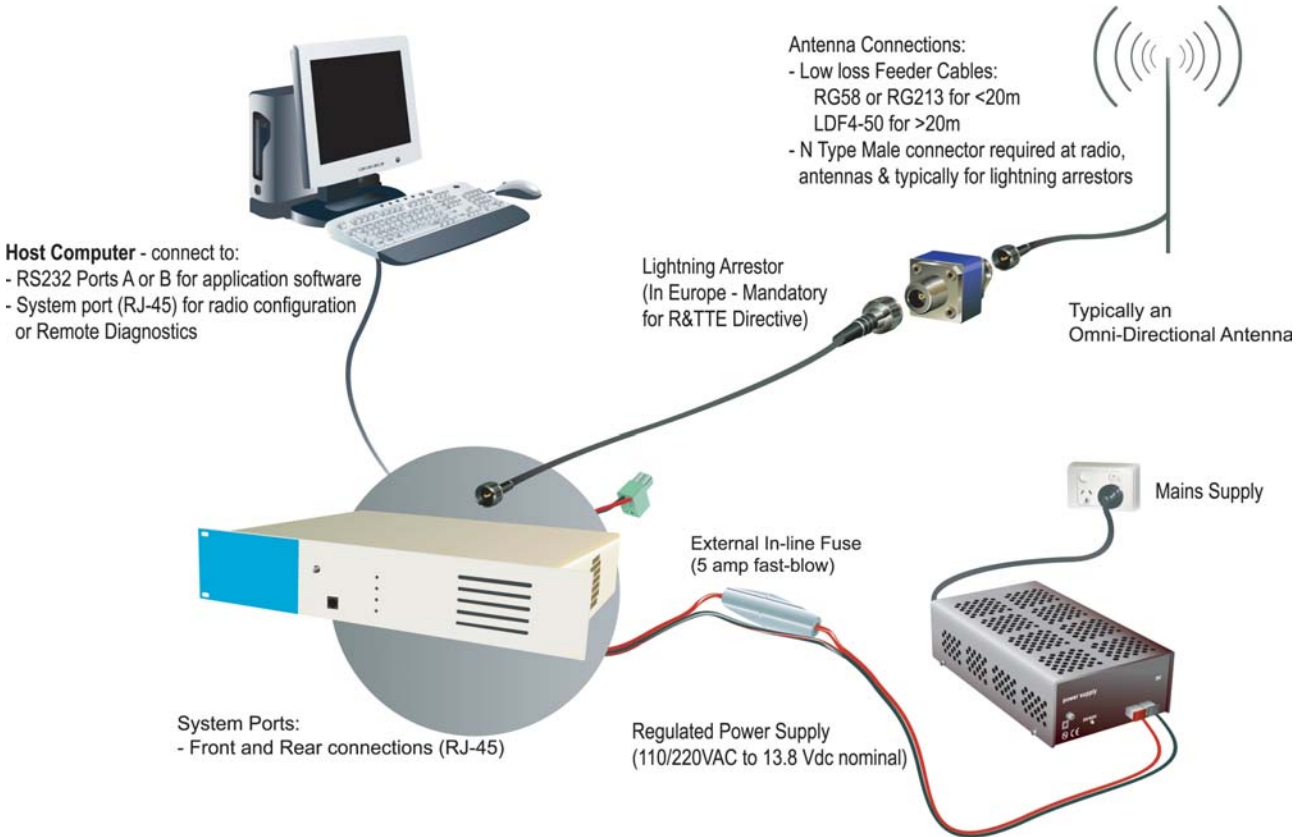 Antenna Connections:
- Low loss Feeder Cables:
RG58 or RG213 for <20m
LDF4-50 for >20m
- N Type Male connector required at radio,
antennas & typically for lightning arrestors
Host Computer - connect to:
- RS232 Ports A or B for application software
- System port (RJ-45) for radio configuration
or Remote Diagnostics
Lightning Arrestor
(In Europe - Mandatory
for R&TTE Directive)
Typically an
Omni-Directional Antenna
Mains Supply
External In-line Fuse
(5 amp fast-blow)
power supply
System Ports:
- Front and Rear connections (RJ-45)
Regulated Power Supply
(110/220VAC to 13.8 Vdc nominal)